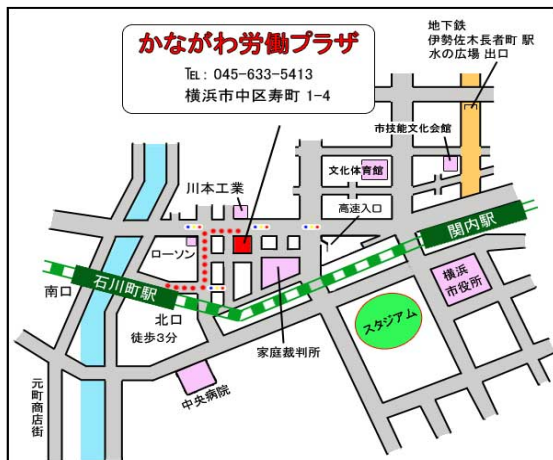 かながわ労働プラザ
TEL: 045-633-5413
横浜市中区寿町 1-4
地下鉄
伊勢佐木長者町 駅
水の広場 出口
市技能文化会館
文化体育館
川本工業
高速入口
関内駅
ローソン
石川町駅
南口
北口
徒歩3分
横浜
市役所
スタジアム
家庭裁判所
中央病院
元町商店街